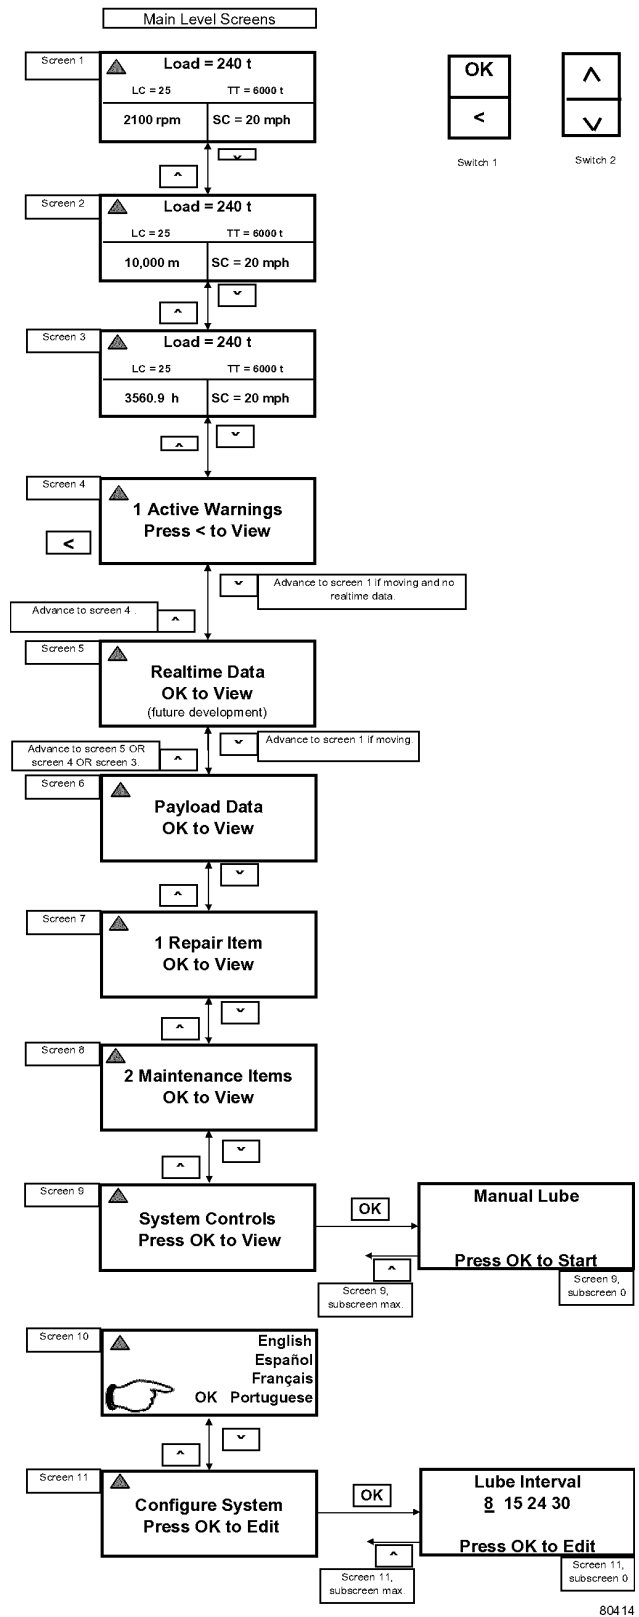 Main Level Screens
Screen 1
Load = 240 t
LC = 25 TT = 6000 t
2100 rpm SC = 20 mph
OK
<
Switch 1
^
v
Switch 2
v
^
Screen 2
Load = 240 t
LC = 25 TT = 6000 t
10,000 m SC = 20 mph
v
^
Screen 3
Load = 240 t
LC = 25 TT = 6000 t
3560.9 h SC = 20 mph
v
^
Screen 4
1 Active Warnings
Press < to View
<
v
Advance to screen 1 if moving and no
realtime data.
Advance to screen 4 .
^
Screen 5
Realtime Data
OK to View
(future development)
v
Advance to screen 1 if moving.
Advance to screen 5 OR
screen 4 OR screen 3.
^
Screen 6
Payload Data
OK to View
v
^
Screen 7
1 Repair Item
OK to View
v
^
Screen 8
2 Maintenance Items
OK to View
v
^
Screen 9
System Controls
Press OK to View
OK
Manual Lube
Press OK to Start
^
Screen 9,
subscreen max.
Screen 9,
subscreen 0
Screen 10
English
Español
Français
OK Portuguese
v
^
Screen 11
Configure System
Press OK to Edit
OK
Lube Interval
8 15 24 30
Press OK to Edit
^
Screen 11,
subscreen max.
Screen 11,
subscreen 0
80414